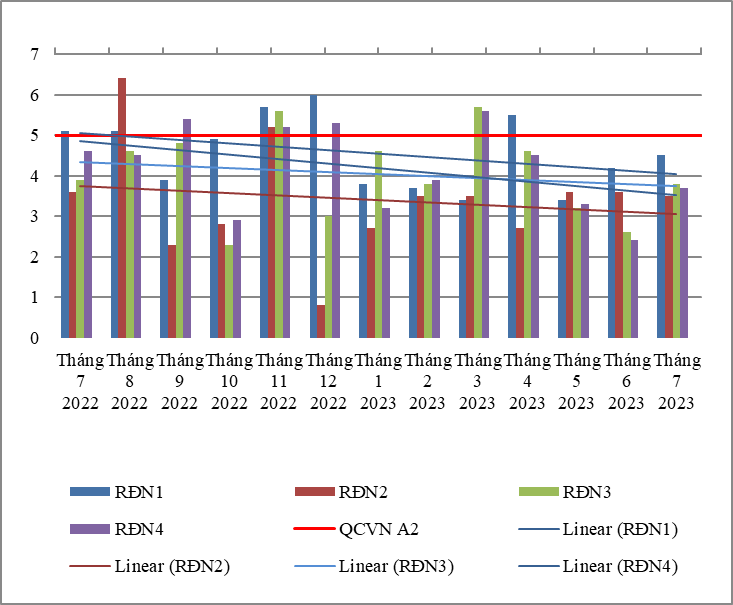 7
6
5
4
3
2
1
0
Tháng Tháng Tháng Tháng Tháng Tháng Tháng Tháng Tháng Tháng Tháng Tháng Tháng
7 8 9 10 11 12 1 2 3 4 5 6 7
2022 2022 2022 2022 2022 2022 2023 2023 2023 2023 2023 2023 2023
RĐN1 RĐN2 RĐN3
RĐN4 QCVN A2 Linear (RĐN1)
Linear (RĐN2) Linear (RĐN3) Linear (RĐN4)